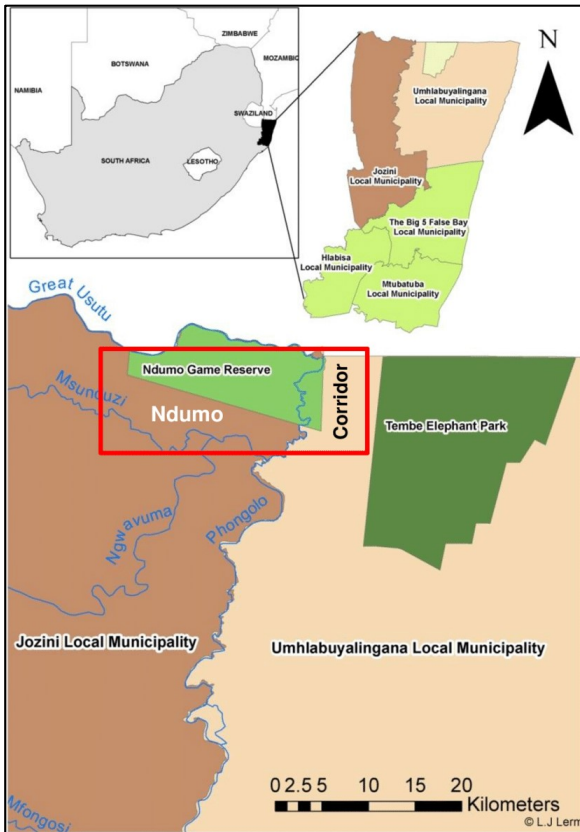 ZIMBABWE
BOTSWANA
MOZAMBIC
NAMIBIA
SWAZILAND
SOUTH AFRICA
LESOTHO
N
Umhlabuyalingana
Local Municipality
Jozini
Local Municipality
The Big 5 False Bay
Local Municipality
Hlabisa
Local Municipality
Mtubatuba
Local Municipality
Great Usutu
Msunduzi
Ndumo Game Reserve
Ndumo
Corridor
Tembe Elephant Park
Ngwavuma
Phongolo
Jozini Local Municipality
Umhlabuyalingana Local Municipality
Mfongosi
0 2.5 5 10 15 20
Kilometers
© L.J Lerm